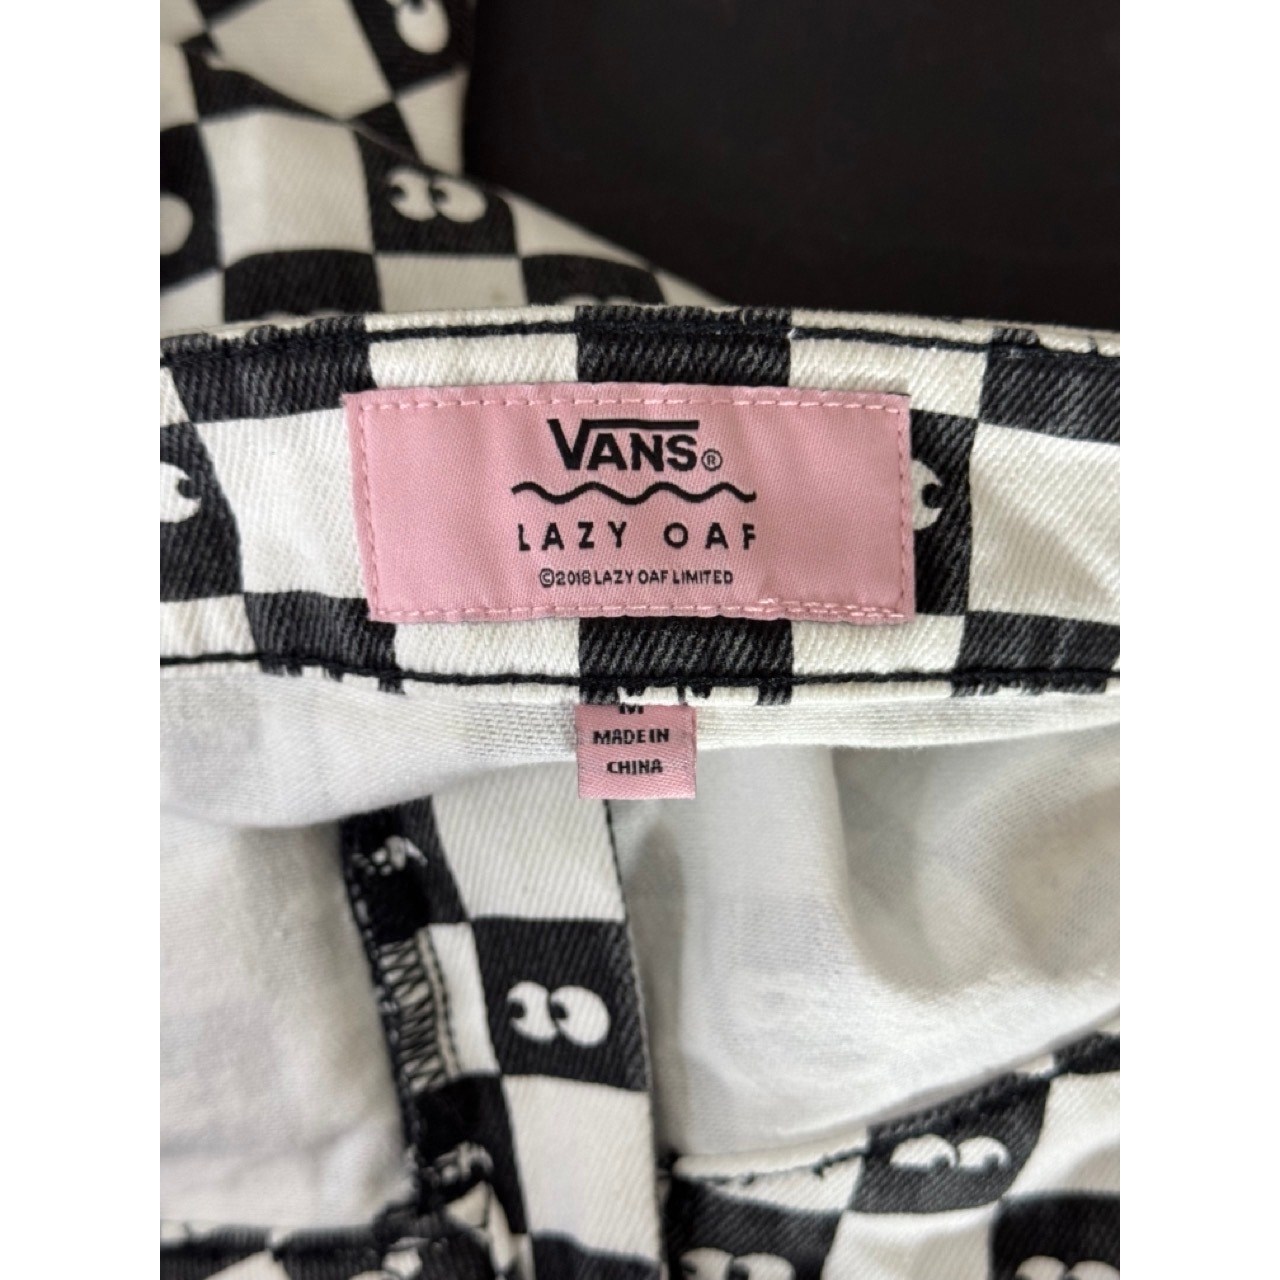 VANS®
LAZY OAF
©2018 LAZY OAF LIMITED
M
MADE IN
CHINA